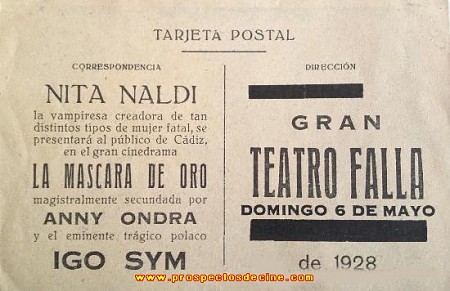 TARJETA POSTAL
CORRESPONDENCIA
NITA NALDI
la vampiresa creadora de tan
distintos tipos de mujer fatal, se
presentará al público de Cádiz,
en el gran cinedrama
LA MASCARA DE ORO
magistralmente secundada por
ANNY ONDRA
y el eminente trágico polaco
IGO SYM
DIRECCIÓN
GRAN
TEATRO FALLA
DOMINGO 6 DE MAYO
de 1928
www.prospectosdecine.com